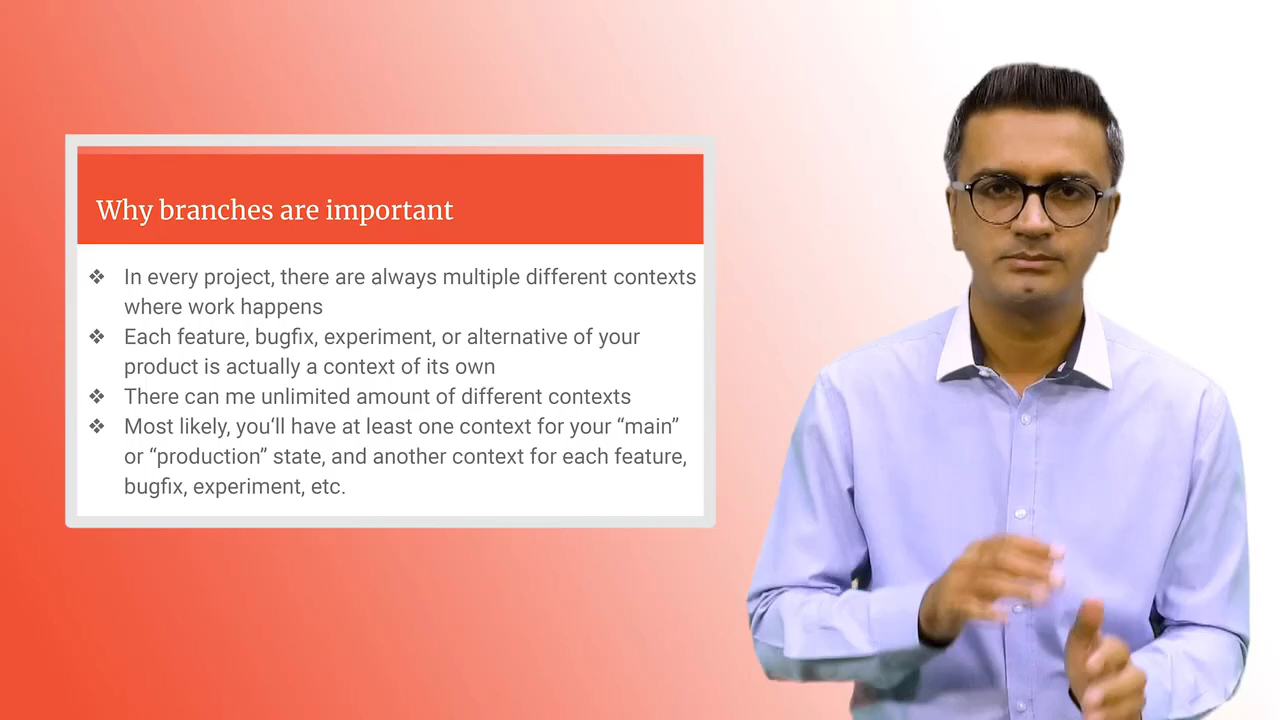 Why branches are important
❖ In every project, there are always multiple different contexts
where work happens
❖ Each feature, bugfix, experiment, or alternative of your
product is actually a context of its own
❖ There can me unlimited amount of different contexts
❖ Most likely, you‘ll have at least one context for your “main”
or “production” state, and another context for each feature,
bugfix, experiment, etc.